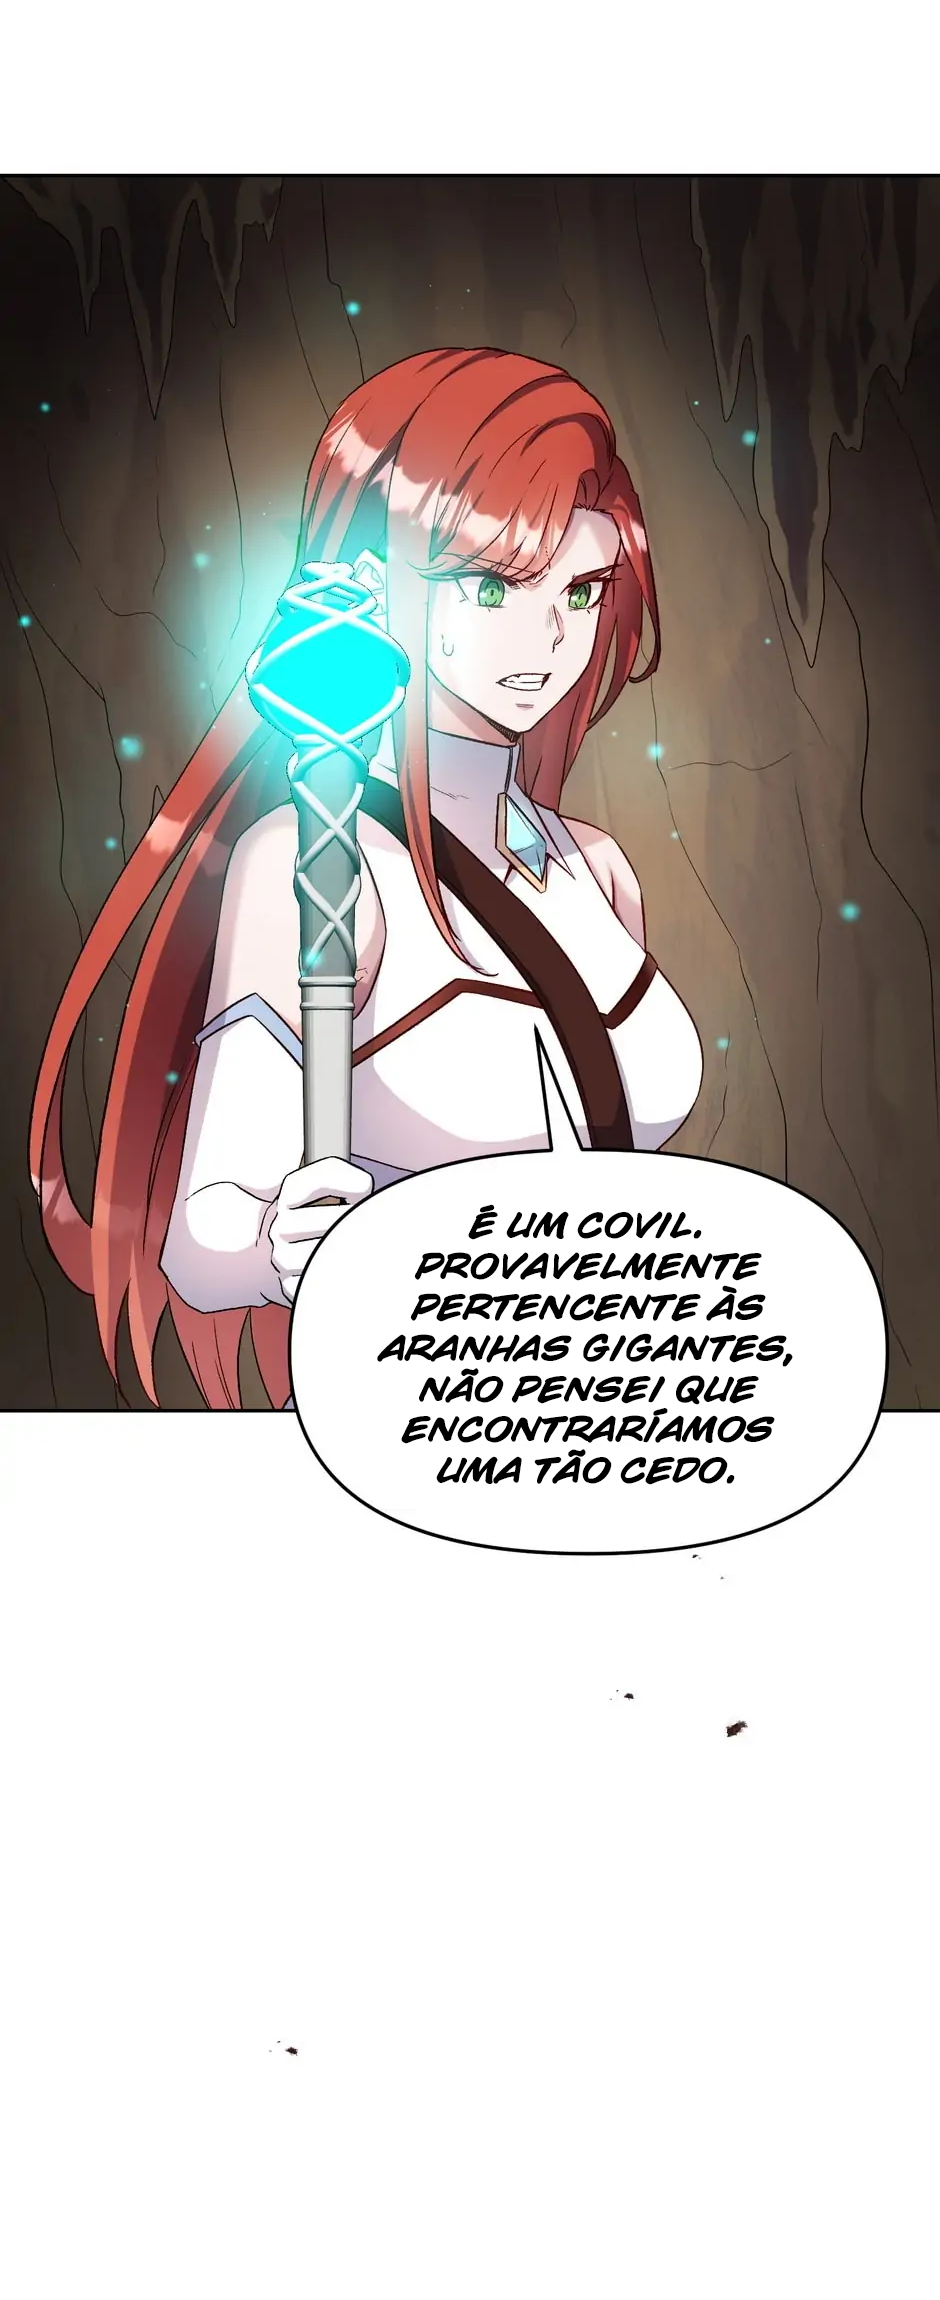 É UM COVIL.
PROVAVELMENTE
PERTENCENTE ÀS
ARANHAS GIGANTES,
NÃO PENSEI QUE
ENCONTRARÍAMOS
UMA TÃO CEDO.